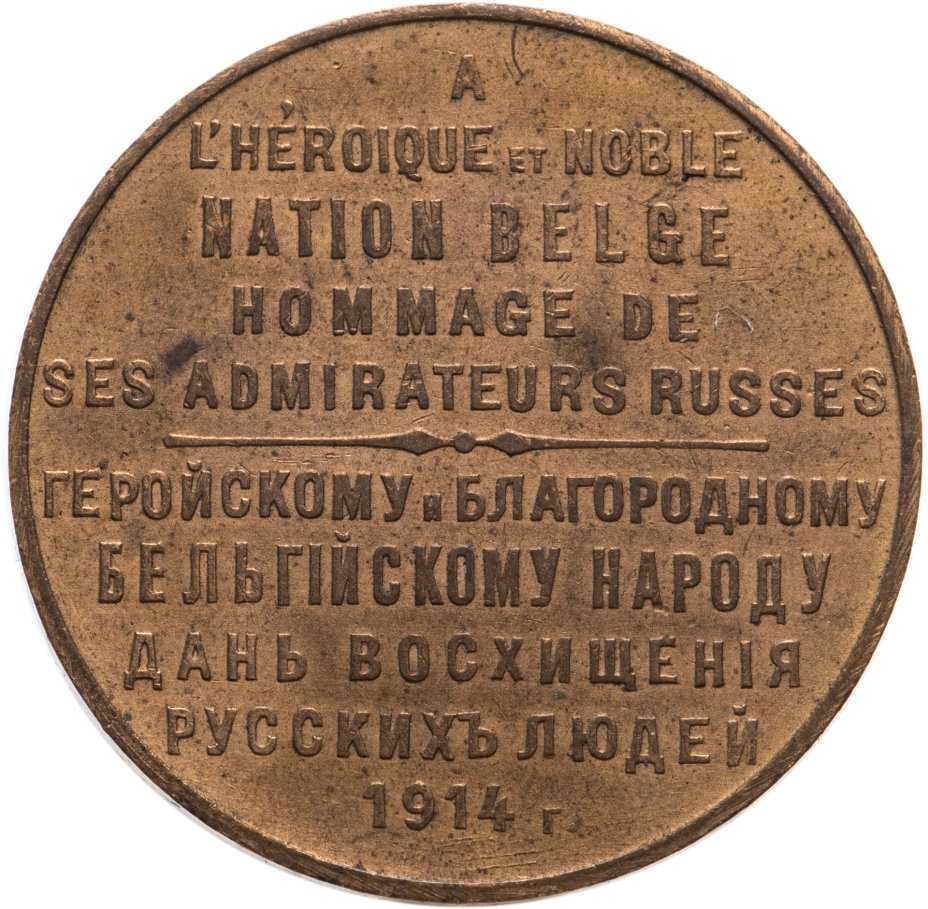 A
L'HÉROIQUE ET NOBLE
NATION BELGE
HOMMAGE DE
SES ADMIRATEURS RUSSES
ГЕРОЙСКОМУ и БЛАГОРОДНОМУ
БЕЛЬГІЙСКОМУ НАРОДУ
ДАНЬ ВОСХИЩЕНІЯ
РУССКИХЪ ЛЮДЕЙ
1914 г.